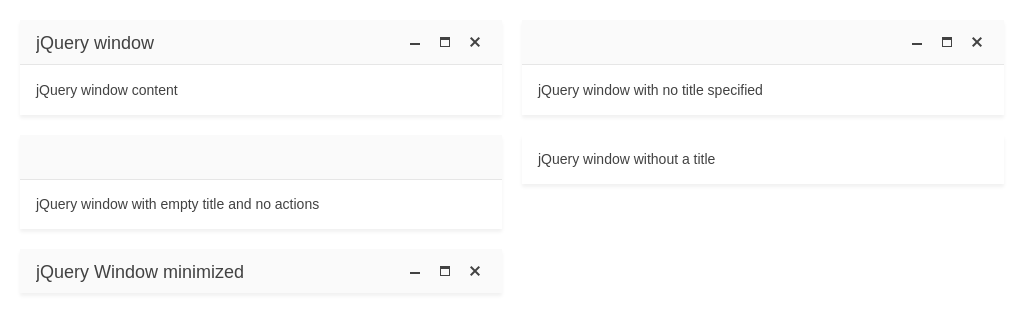 jQuery window
jQuery window content
jQuery window with no title specified
jQuery window with empty title and no actions
jQuery window without a title
jQuery Window minimized